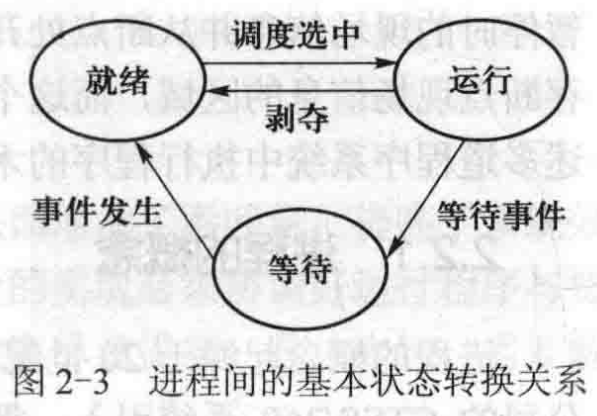 调度选中
就绪
运行
剥夺
事件发生
等待事件
等待
图 2-3 进程间的基本状态转换关系